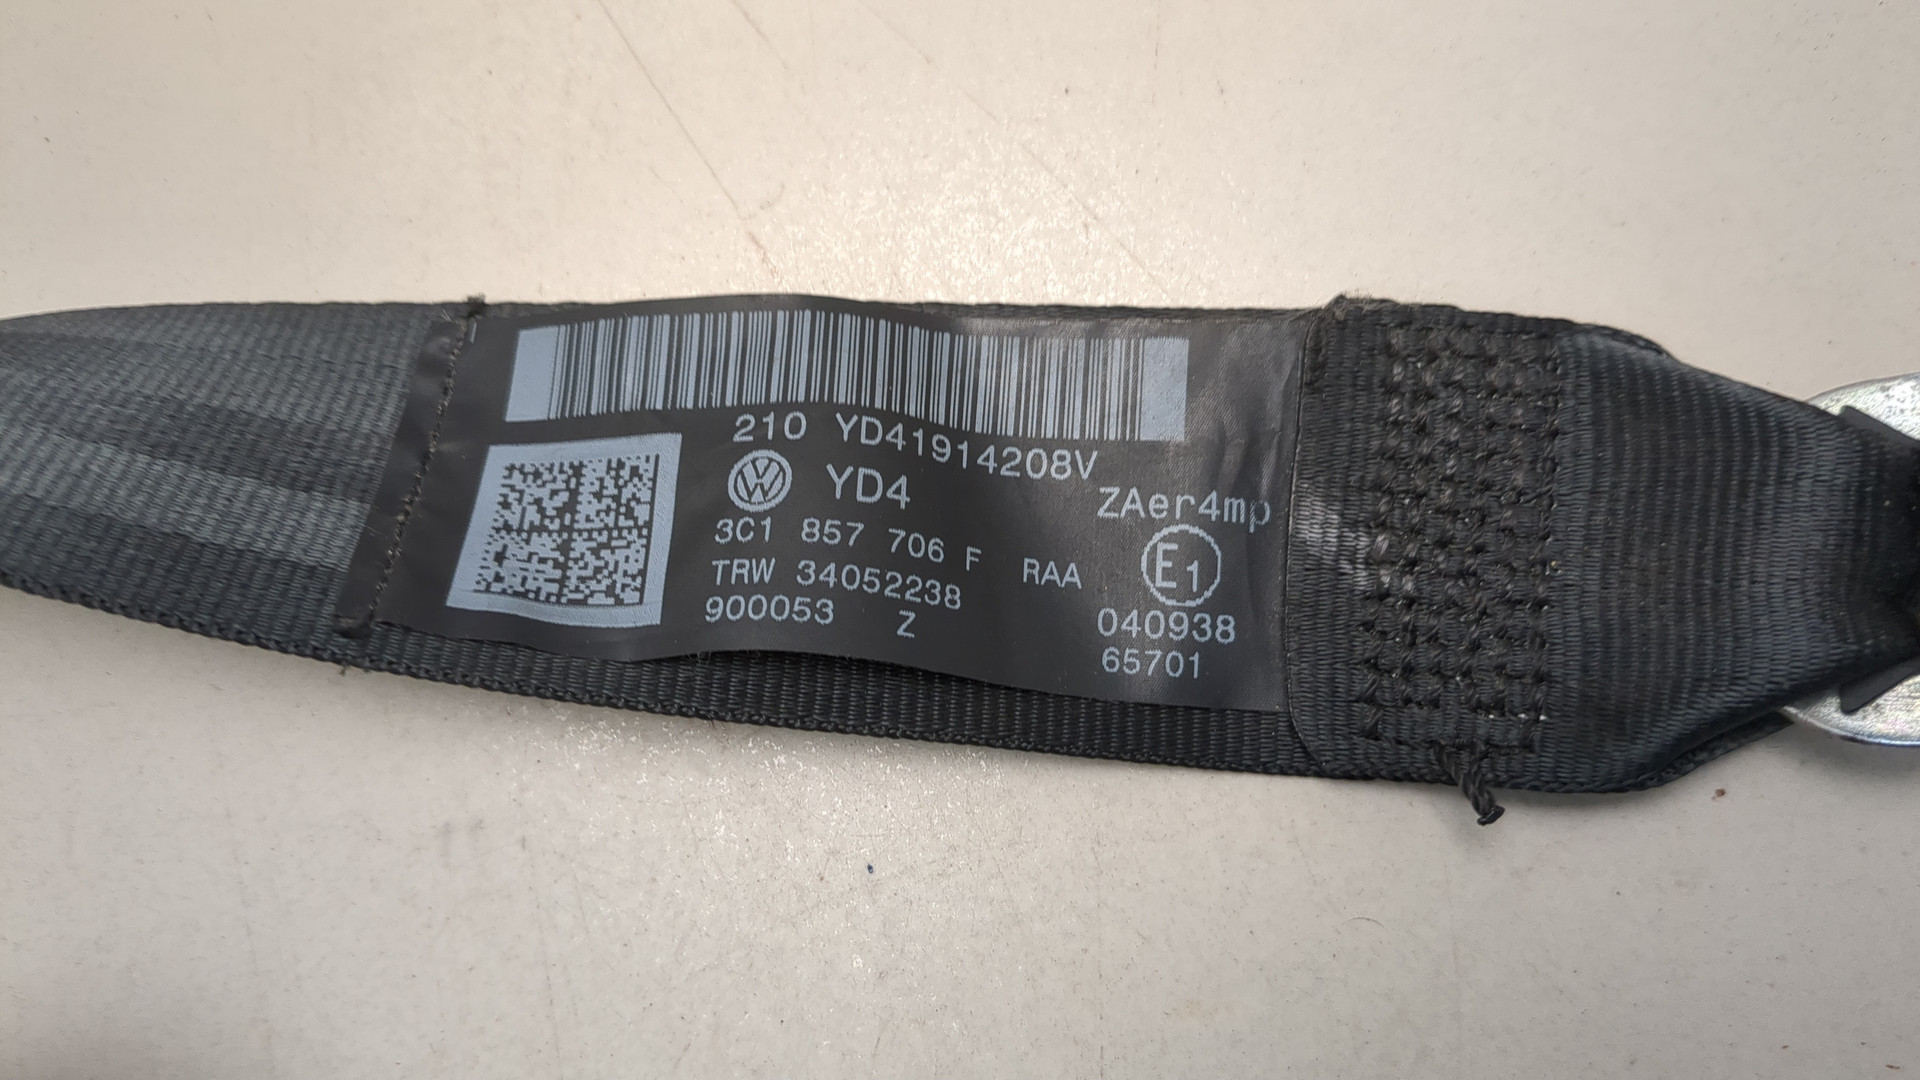 210 YD41914208V
YD4
ZAer4mp
3C1 857 706 F RAA
E1
TRW 34052238
900053 Z
040938
65701